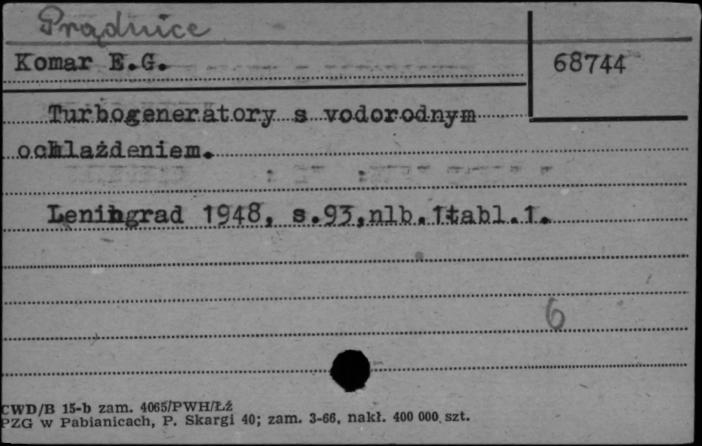 Prądnice
Komar E.G.
68744
Turbogeneratory s vodorodnym
ochlażdeniem.
Leningrad 1948, s.93,nlb.1tabl.1.
6
CWD/B 15-b zam. 4065/PWH/Łź
PZG w Pabianicach, P. Skargi 40; zam. 3-66, nakł. 400 000 szt.